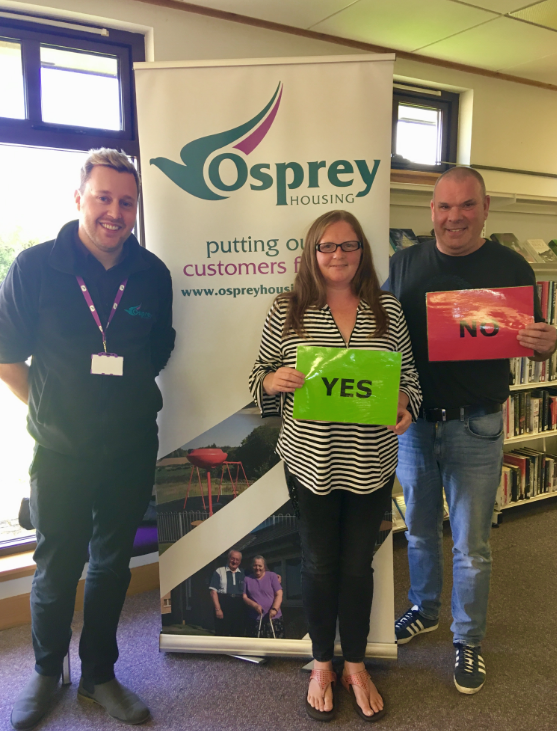 Osprey
HOUSING
putting ou
customers f
www.ospreyhousi
YES
NO